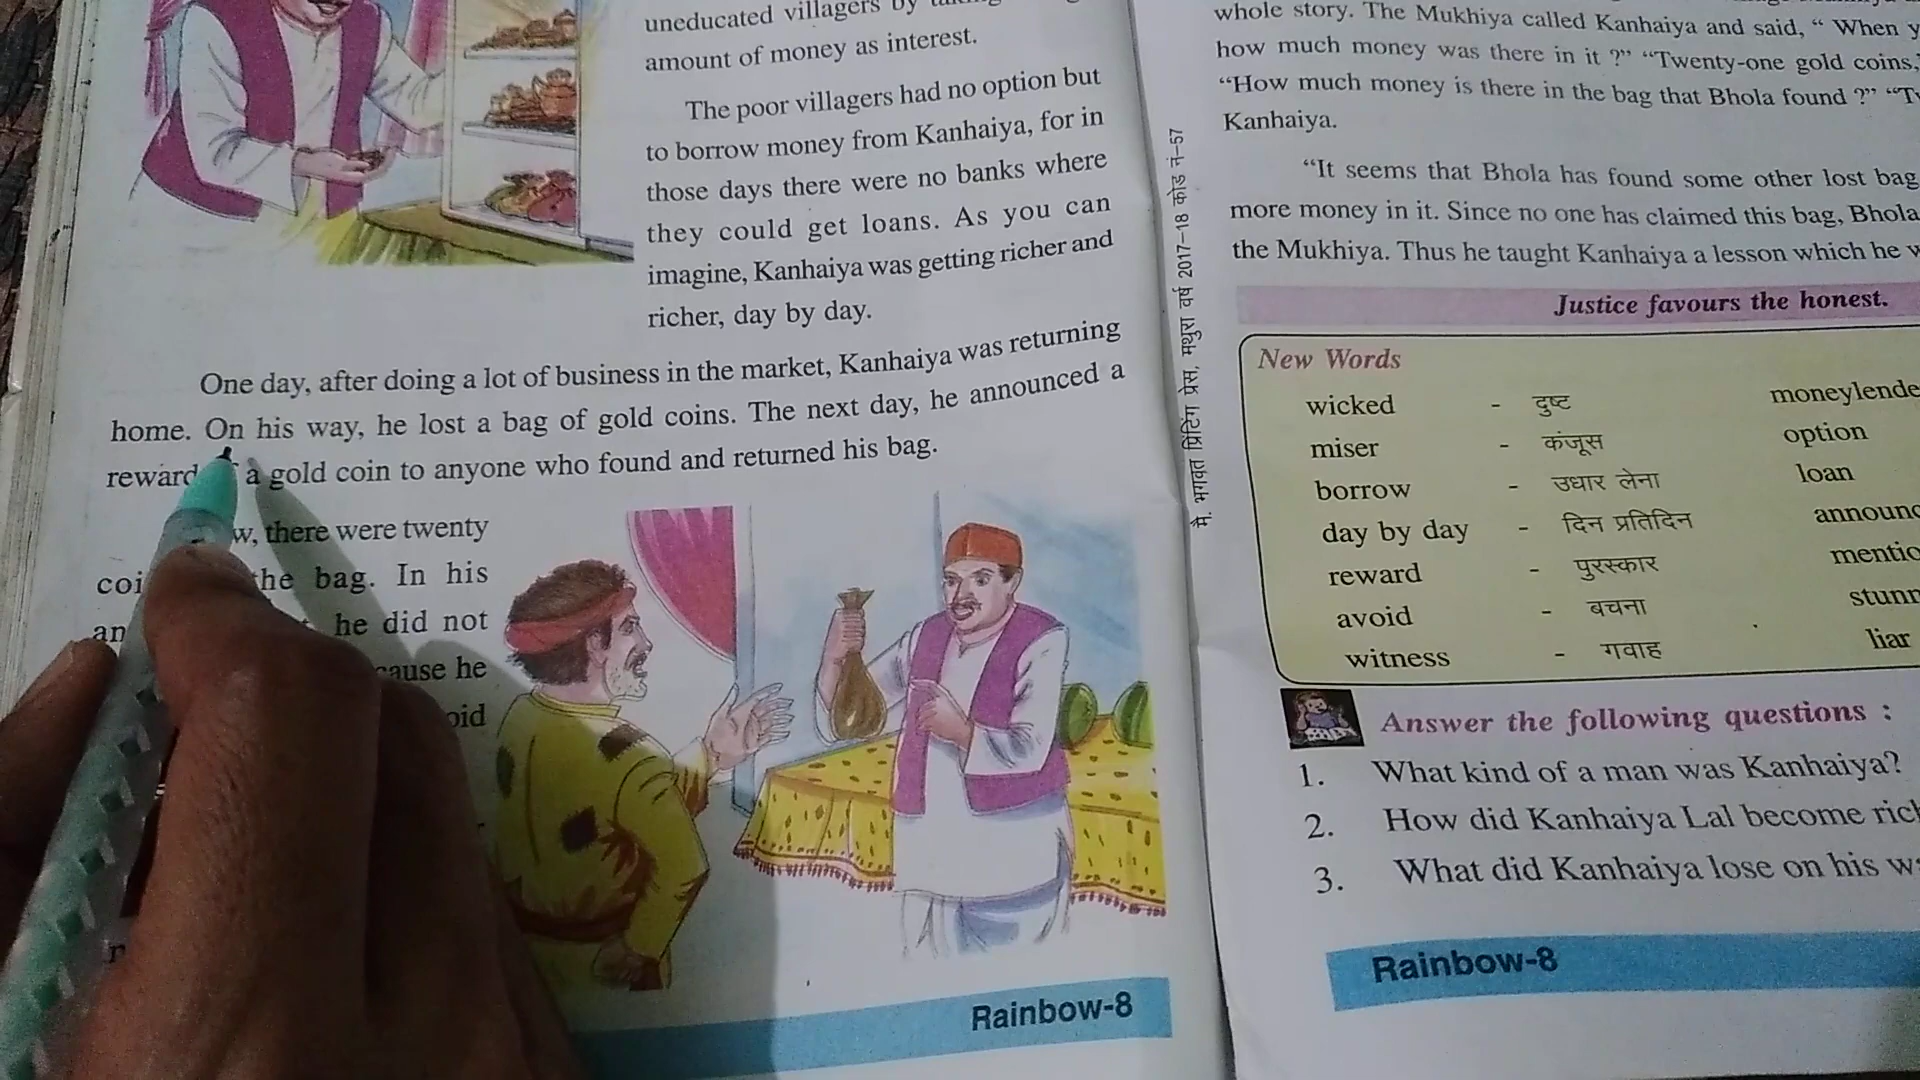 uneducated villagers by
amount of money as interest.
The poor villagers had no option but
to borrow money from Kanhaiya, for in
those days there were no banks where
they could get loans. As you can
imagine, Kanhaiya was getting richer and
richer, day by day.
One day, after doing a lot of business in the market, Kanhaiya was returning
home. On his way, he lost a bag of gold coins. The next day, he announced a
reward a gold coin to anyone who found and returned his bag.
there were twenty
the bag. In his
he did not
he
Rainbow-8
मै. भागवत प्रिंटिंग प्रेस, मथुरा वर्ष 2017-18 कोड नं-57
whole story. The Mukhiya called Kanhaiya and said, “ When
how much money was there in it ?” “Twenty-one gold coins,
“How much money is there in the bag that Bhola found ?”
Kanhaiya.
“It seems that Bhola has found some other lost bag
more money in it. Since no one has claimed this bag, Bhola
the Mukhiya. Thus he taught Kanhaiya a lesson which he
Justice favours the honest.
New Words
wicked - दुष्ट moneylende
miser - कंजूस option
borrow - उधार लेना loan
day by day - दिन प्रतिदिन announc
reward - पुरस्कार mentio
avoid - बचना stunn
witness - गवाह liar
Answer the following questions :
1. What kind of a man was Kanhaiya?
2. How did Kanhaiya Lal become rich
3. What did Kanhaiya lose on his
Rainbow-8